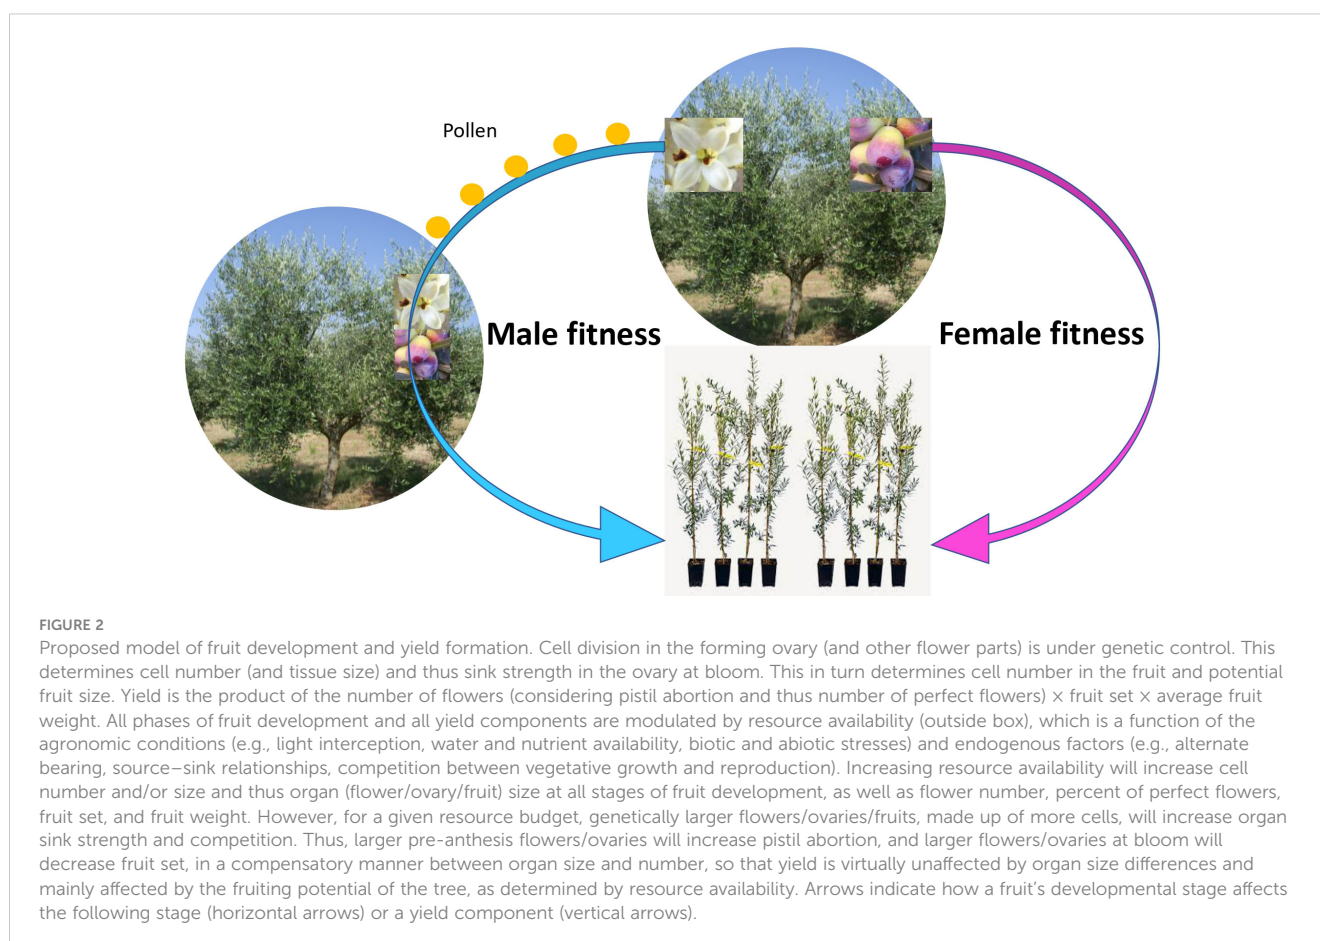 Pollen
Male fitness
Female fitness
FIGURE 2
Proposed model of fruit development and yield formation. Cell division in the forming ovary (and other flower parts) is under genetic control. This
determines cell number (and tissue size) and thus sink strength in the ovary at bloom. This in turn determines cell number in the fruit and potential
fruit size. Yield is the product of the number of flowers (considering pistil abortion and thus number of perfect flowers) × fruit set × average fruit
weight. All phases of fruit development and all yield components are modulated by resource availability (outside box), which is a function of the
agronomic conditions (e.g., light interception, water and nutrient availability, biotic and abiotic stresses) and endogenous factors (e.g., alternate
bearing, source–sink relationships, competition between vegetative growth and reproduction). Increasing resource availability will increase cell
number and/or size and thus organ (flower/ovary/fruit) size at all stages of fruit development, as well as flower number, percent of perfect flowers,
fruit set, and fruit weight. However, for a given resource budget, genetically larger flowers/ovaries/fruits, made up of more cells, will increase organ
sink strength and competition. Thus, larger pre-anthesis flowers/ovaries will increase pistil abortion, and larger flowers/ovaries at bloom will
decrease fruit set, in a compensatory manner between organ size and number, so that yield is virtually unaffected by organ size differences and
mainly affected by the fruiting potential of the tree, as determined by resource availability. Arrows indicate how a fruit's developmental stage affects
the following stage (horizontal arrows) or a yield component (vertical arrows).